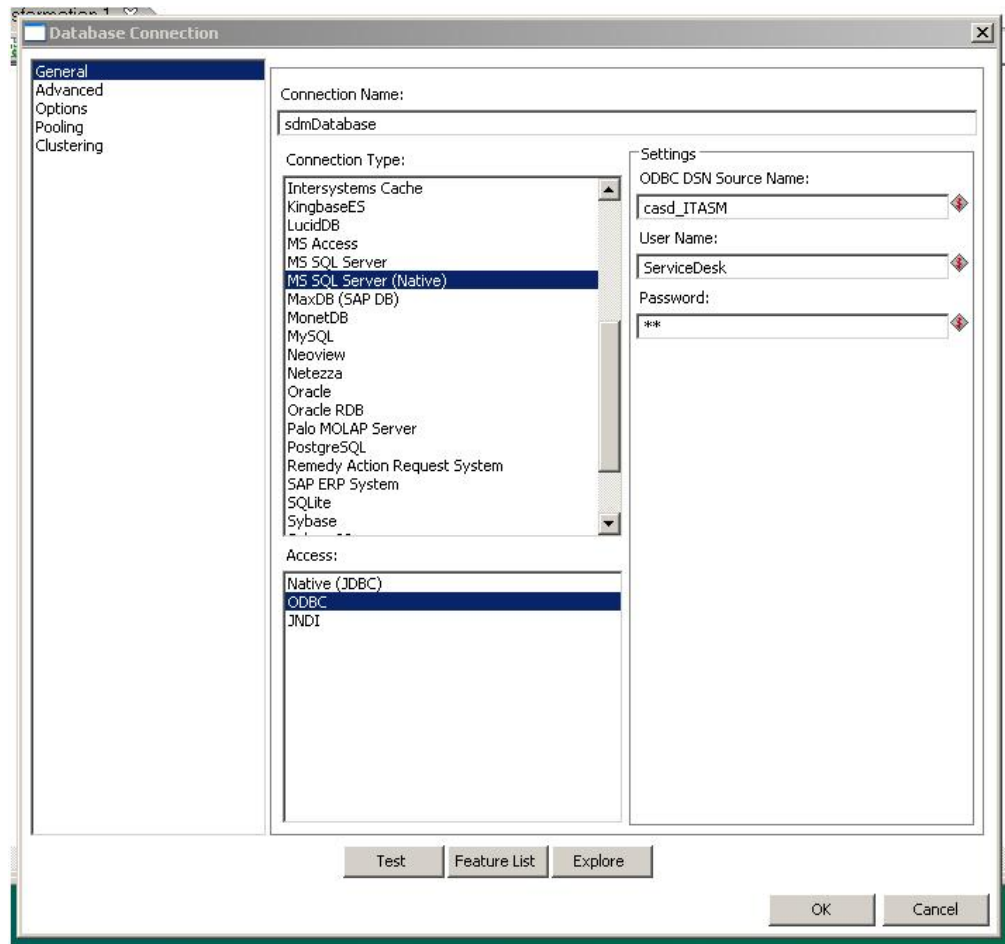 Database Connection
General
Advanced
Options
Pooling
Clustering
Connection Name:
sdmDatabase
Connection Type:
Intersystems Cache
KingbaseES
LucidDB
MS Access
MS SQL Server
MS SQL Server (Native)
MaxDB (SAP DB)
MonetDB
MySQL
Neoview
Netezza
Oracle
Oracle RDB
Palo MOLAP Server
PostgreSQL
Remedy Action Request System
SAP ERP System
SQLite
Sybase
Access:
Native (JDBC)
ODBC
JNDI
Settings
ODBC DSN Source Name:
casd_ITASM
User Name:
ServiceDesk
Password:
**
Test
Feature List
Explore
OK
Cancel